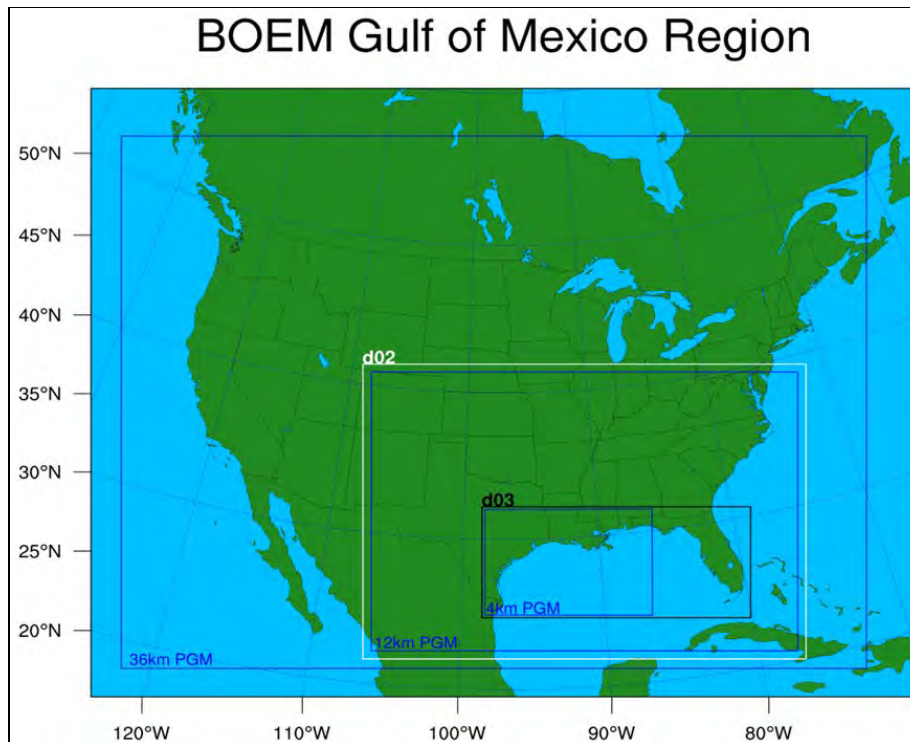 BOEM Gulf of Mexico Region
50°N
45°N
40°N
35°N
30°N
25°N
20°N
d02
d03
4km PGM
12km PGM
36km PGM
120°W
110°W
100°W
90°W
80°W